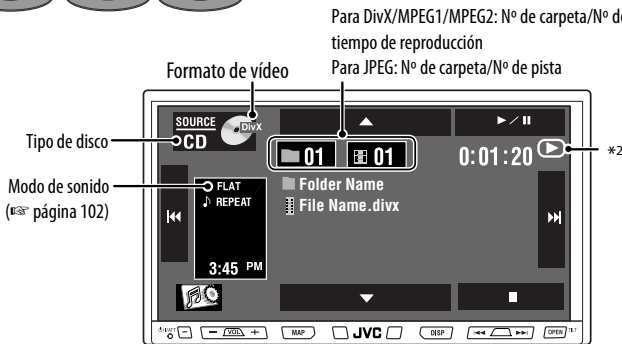 Para DivX/MPEG1/MPEG2: Nº de carpeta/Nº de
tiempo de reproducción
Para JPEG: Nº de carpeta/Nº de pista
Formato de vídeo
Tipo de disco
Modo de sonido
(☞ página 102)
SOURCE
CD
DivX
01 01 0:01:20
*2
Folder Name
File Name.divx
FLAT
REPEAT
3:45 PM
VOL
MAP
JVC
DISP
OPEN
TILT